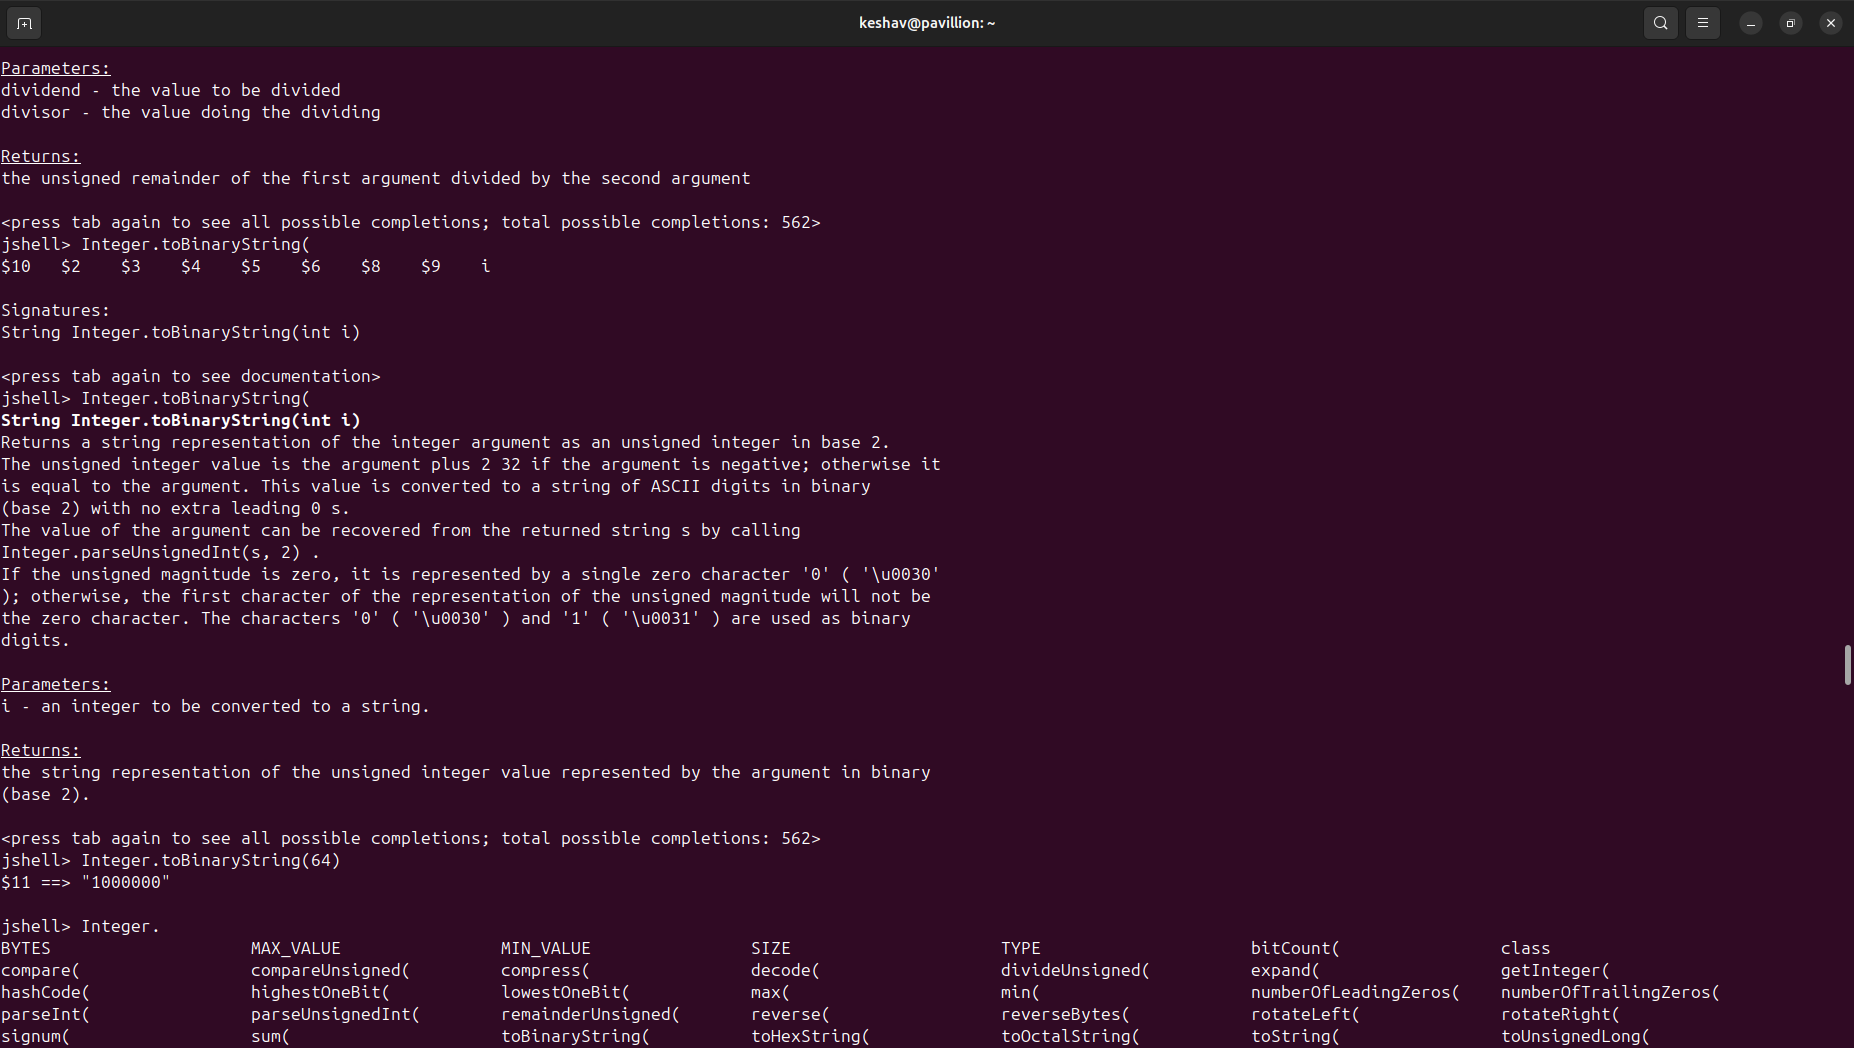 keshav@pavillion: ~
Parameters:
dividend - the value to be divided
divisor - the value doing the dividing
Returns:
the unsigned remainder of the first argument divided by the second argument
<press tab again to see all possible completions; total possible completions: 562>
jshell> Integer.toBinaryString(
$10   $2    $3    $4    $5    $6    $8    $9    i
Signatures:
String Integer.toBinaryString(int i)
<press tab again to see documentation>
jshell> Integer.toBinaryString(
String Integer.toBinaryString(int i)
Returns a string representation of the integer argument as an unsigned integer in base 2.
The unsigned integer value is the argument plus 2 32 if the argument is negative; otherwise it
is equal to the argument. This value is converted to a string of ASCII digits in binary
(base 2) with no extra leading 0 s.
The value of the argument can be recovered from the returned string s by calling
Integer.parseUnsignedInt(s, 2) .
If the unsigned magnitude is zero, it is represented by a single zero character '0' ( '\u0030'
); otherwise, the first character of the representation of the unsigned magnitude will not be
the zero character. The characters '0' ( '\u0030' ) and '1' ( '\u0031' ) are used as binary
digits.
Parameters:
i - an integer to be converted to a string.
Returns:
the string representation of the unsigned integer value represented by the argument in binary
(base 2).
<press tab again to see all possible completions; total possible completions: 562>
jshell> Integer.toBinaryString(64)
$11 ==> "1000000"
jshell> Integer.
BYTES                    MAX_VALUE                MIN_VALUE                SIZE                     TYPE                     bitCount(                class
compare(                 compareUnsigned(         compress(                decode(                  divideUnsigned(          expand(                  getInteger(
hashCode(                highestOneBit(           lowestOneBit(            max(                     min(                     numberOfLeadingZeros(    numberOfTrailingZeros(
parseInt(                parseUnsignedInt(        remainderUnsigned(       reverse(                 reverseBytes(            rotateLeft(              rotateRight(
signum(                  sum(                     toBinaryString(          toHexString(             toOctalString(           toString(                toUnsignedLong(